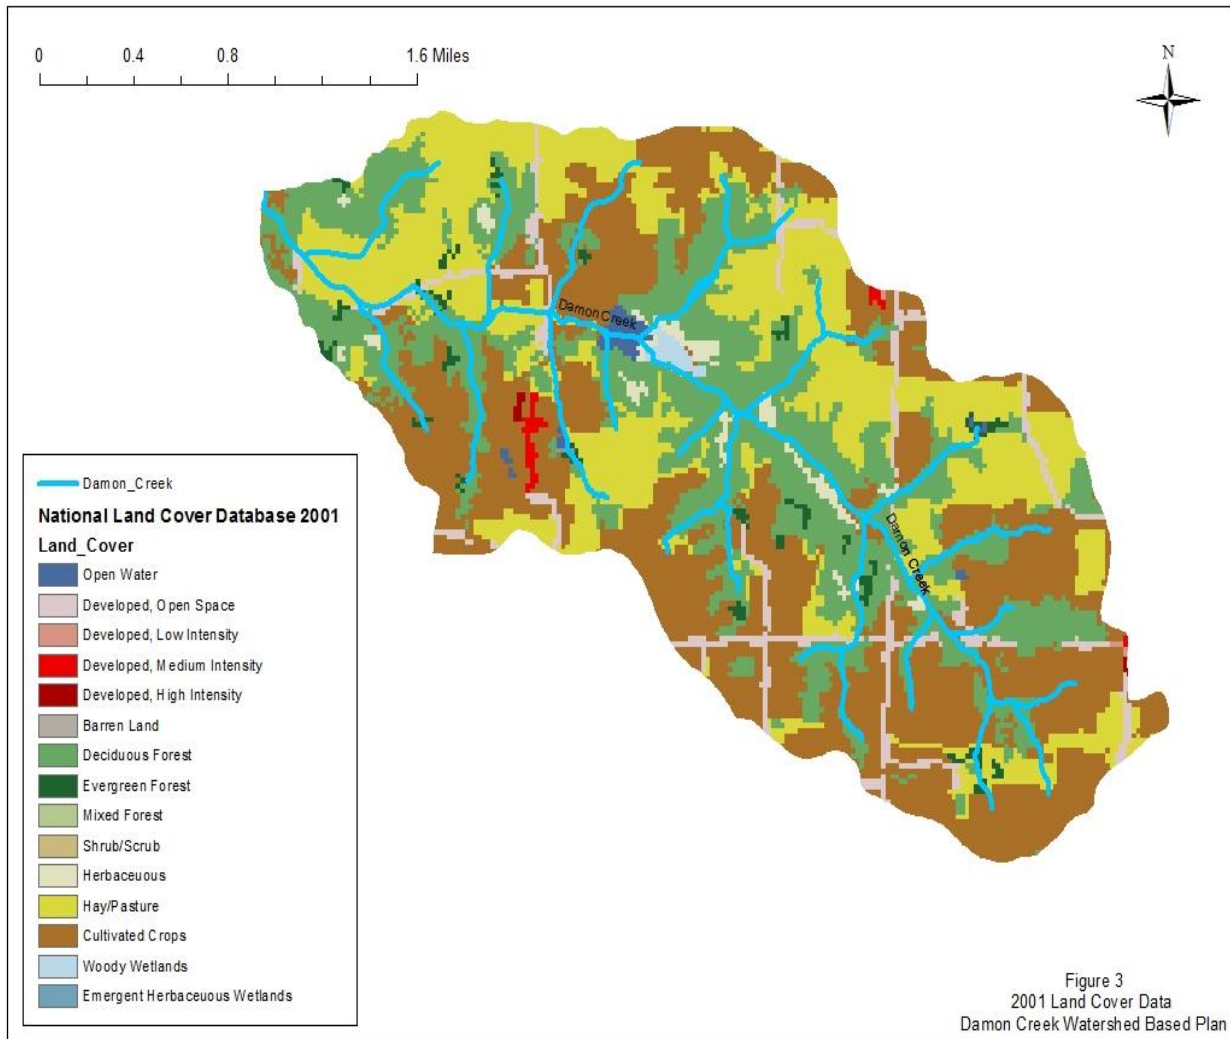 0 0.4 0.8 1.6 Miles
N
Damon Creek
Damon Creek
Damon_Creek
National Land Cover Database 2001
Land_Cover
Open Water
Developed, Open Space
Developed, Low Intensity
Developed, Medium Intensity
Developed, High Intensity
Barren Land
Deciduous Forest
Evergreen Forest
Mixed Forest
Shrub/Scrub
Herbaceuous
Hay/Pasture
Cultivated Crops
Woody Wetlands
Emergent Herbaceuous Wetlands
Figure 3
2001 Land Cover Data
Damon Creek Watershed Based Plan